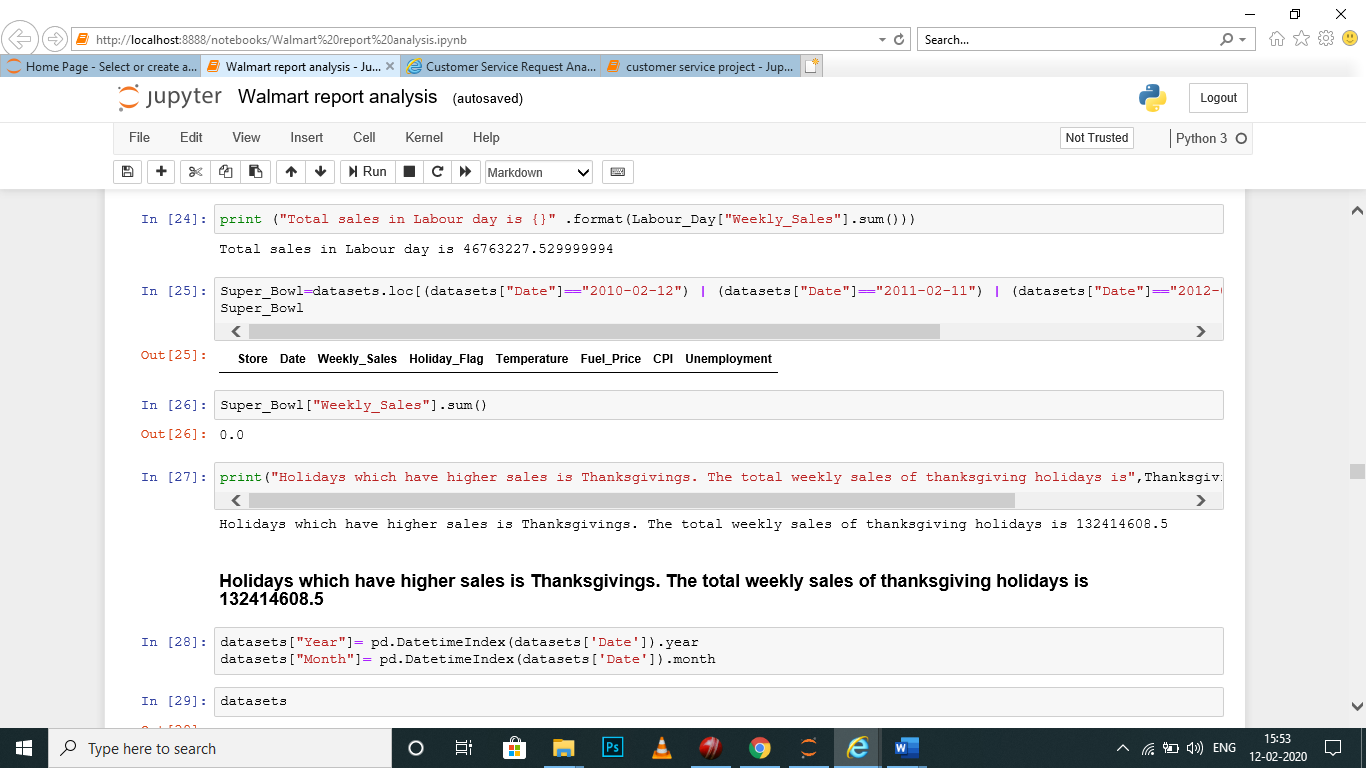 http://localhost:8888/notebooks/Walmart%20report%20analysis.ipynb
Search...
Home Page - Select or create a...
Walmart report analysis - Ju...
Customer Service Request Ana...
customer service project - Jup...
jupyter Walmart report analysis (autosaved)
Logout
File Edit View Insert Cell Kernel Help
Not Trusted
Python 3
Run
Markdown
In [24]: print ("Total sales in Labour day is {}" .format(Labour_Day["Weekly_Sales"].sum()))
Total sales in Labour day is 46763227.529999994
In [25]: Super_Bowl=datasets.loc[(datasets["Date"]=="2010-02-12") | (datasets["Date"]=="2011-02-11") | (datasets["Date"]=="2012-
Super_Bowl
Out[25]: Store Date Weekly_Sales Holiday_Flag Temperature Fuel_Price CPI Unemployment
In [26]: Super_Bowl["Weekly_Sales"].sum()
Out[26]: 0.0
In [27]: print("Holidays which have higher sales is Thanksgivings. The total weekly sales of thanksgiving holidays is",Thanksgiv
Holidays which have higher sales is Thanksgivings. The total weekly sales of thanksgiving holidays is 132414608.5
Holidays which have higher sales is Thanksgivings. The total weekly sales of thanksgiving holidays is
132414608.5
In [28]: datasets["Year"]= pd.DatetimeIndex(datasets['Date']).year
datasets["Month"]= pd.DatetimeIndex(datasets['Date']).month
In [29]: datasets
Type here to search
Ps
W
ENG
15:53
12-02-2020